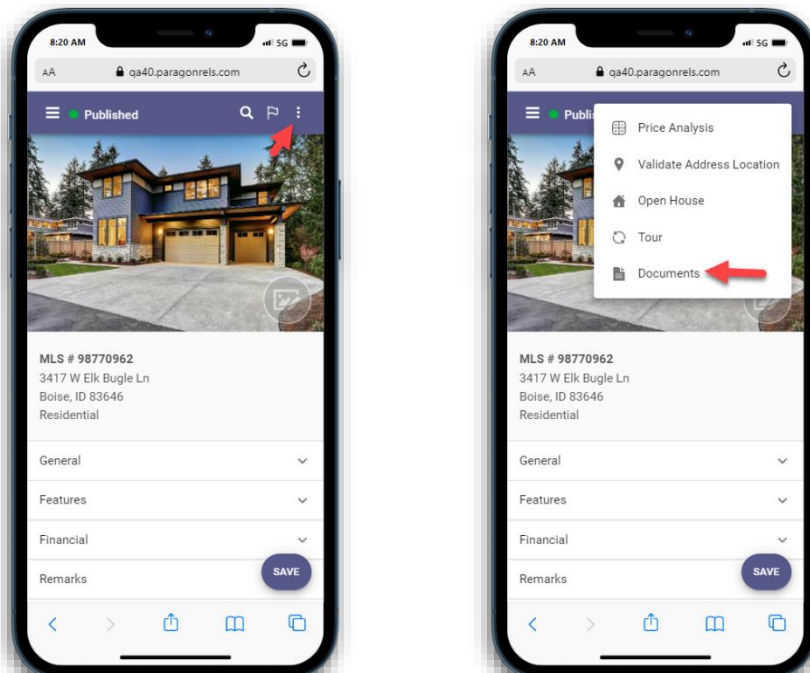 8:20 AM
5G
AA qa40.paragonrels.com
Published
MLS # 98770962
3417 W Elk Bugle Ln
Boise, ID 83646
Residential
General
Features
Financial
Remarks
SAVE
8:20 AM
5G
AA qa40.paragonrels.com
Publi
Price Analysis
Validate Address Location
Open House
Tour
Documents
MLS # 98770962
3417 W Elk Bugle Ln
Boise, ID 83646
Residential
General
Features
Financial
Remarks
SAVE